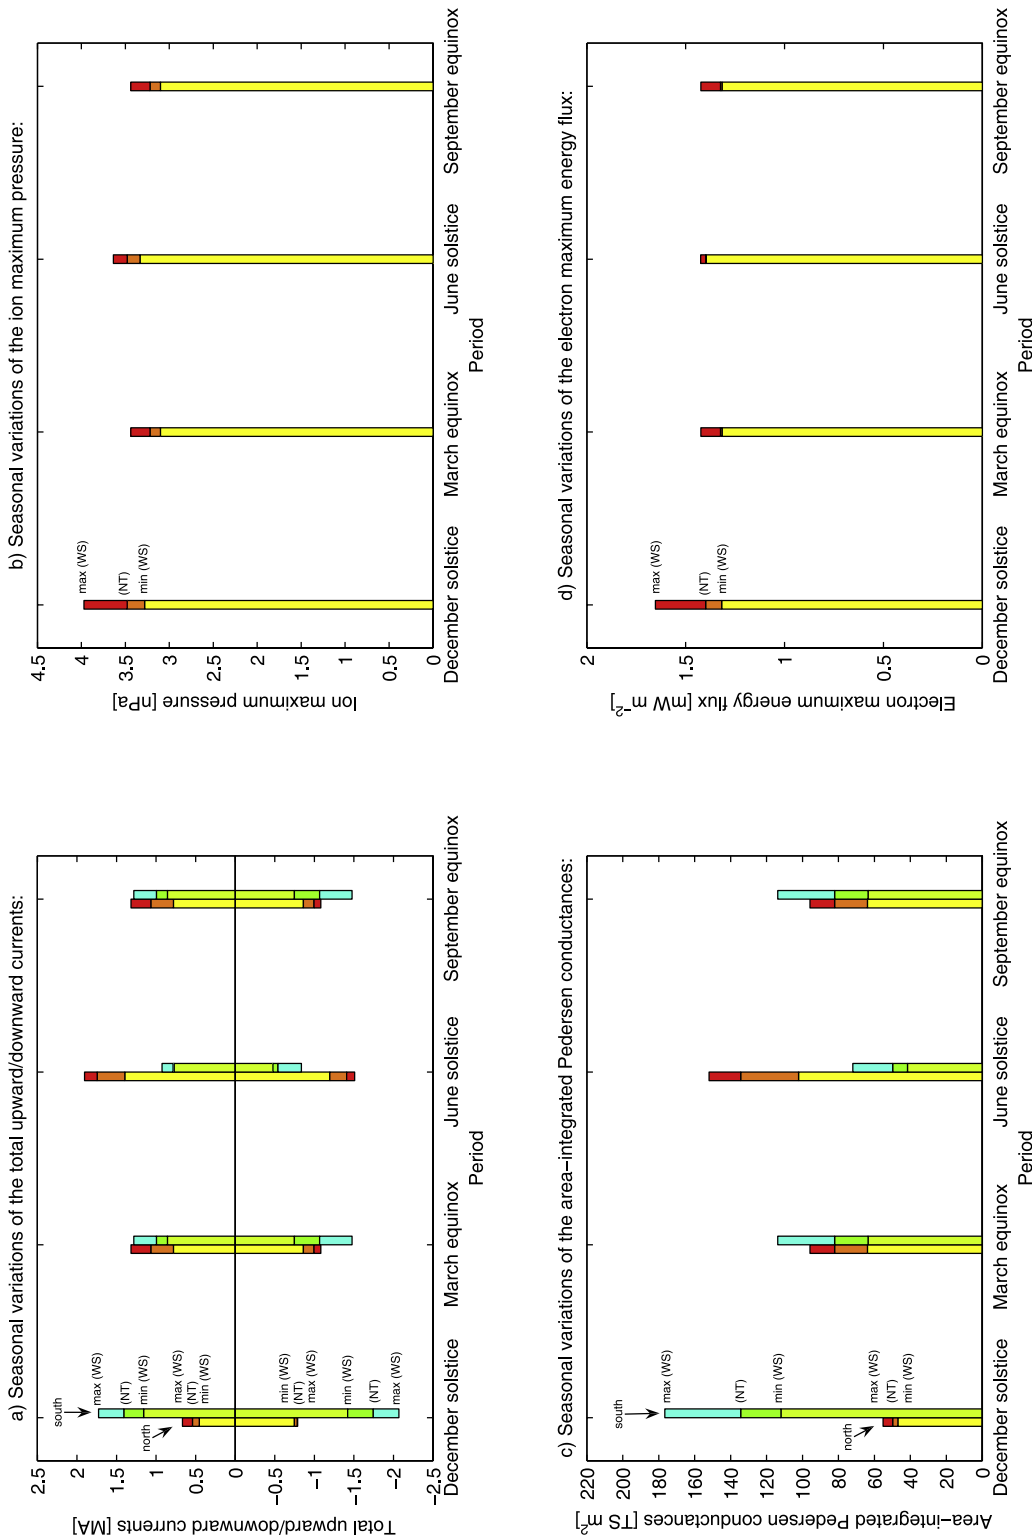 a) Seasonal variations of the total upward/downward currents:
Total upward/downward currents [MA]
2.5
2
1.5
1
0.5
0
−0.5
−1
−1.5
−2
−2.5
south
north
max (WS)
(NT)
min (WS)
max (WS)
(NT)
min (WS)
min (WS)
(NT)
max (WS)
min (WS)
(NT)
max (WS)
December solstice
March equinox
June solstice
September equinox
Period
b) Seasonal variations of the ion maximum pressure:
Ion maximum pressure [nPa]
4.5
4
3.5
3
2.5
2
1.5
1
0.5
0
max (WS)
(NT)
min (WS)
December solstice
March equinox
June solstice
September equinox
Period
c) Seasonal variations of the area−integrated Pedersen conductances:
Area−integrated Pedersen conductances [TS m²]
220
200
180
160
140
120
100
80
60
40
20
0
south
north
max (WS)
(NT)
min (WS)
max (WS)
(NT)
min (WS)
December solstice
March equinox
June solstice
September equinox
Period
d) Seasonal variations of the electron maximum energy flux:
Electron maximum energy flux [mW m⁻²]
2
1.5
1
0.5
0
max (WS)
(NT)
min (WS)
December solstice
March equinox
June solstice
September equinox
Period